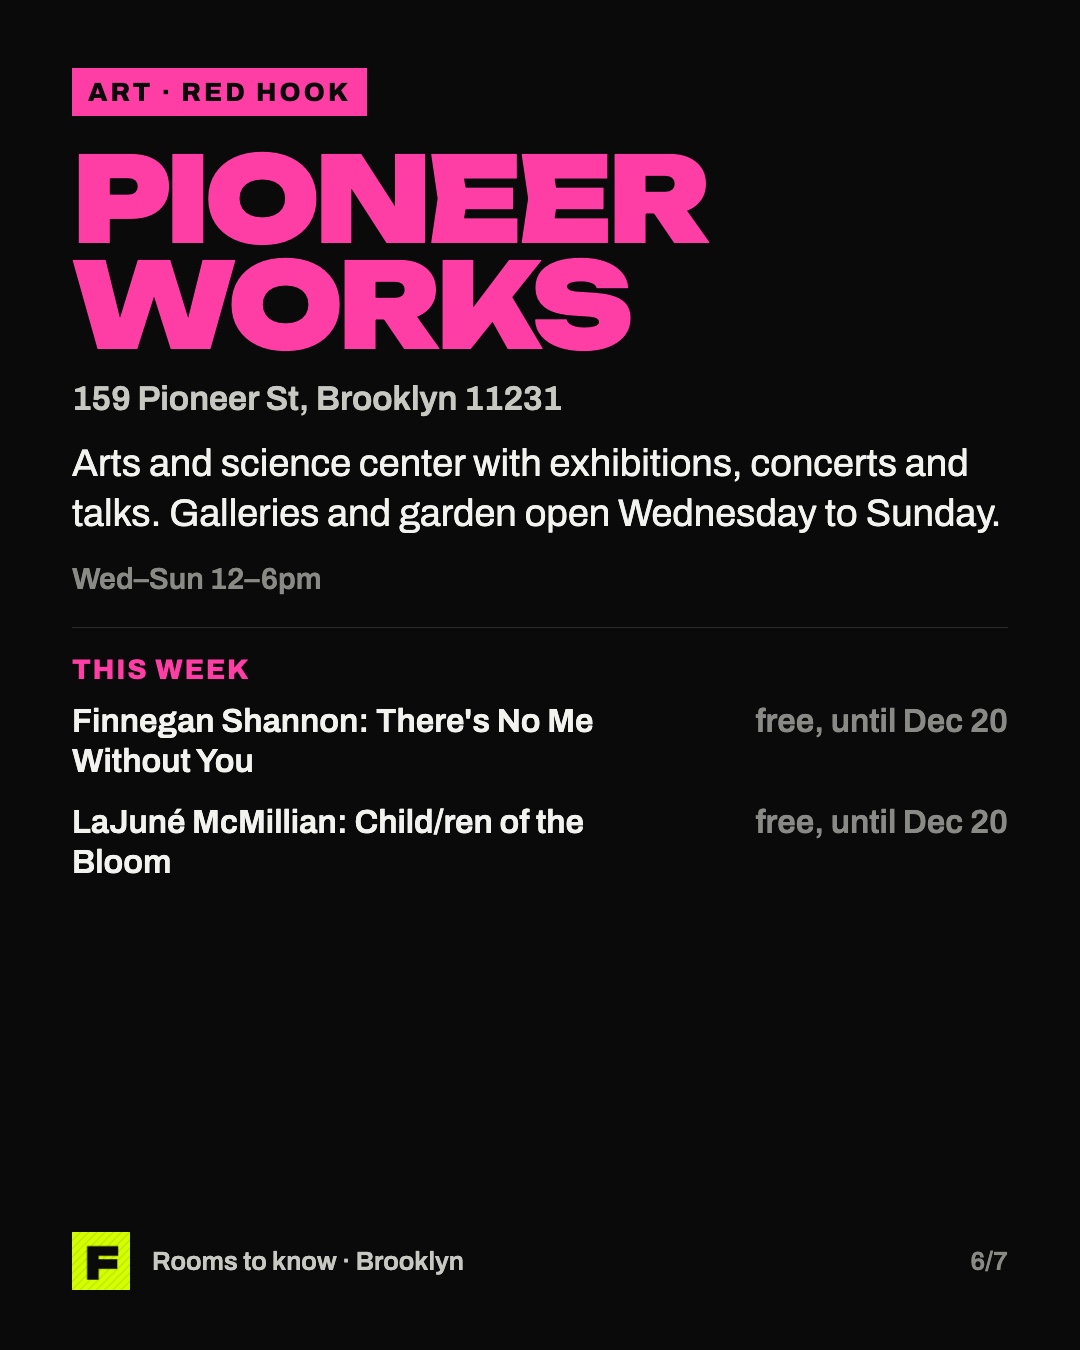 ART · RED HOOK
PIONEER
WORKS
159 Pioneer St, Brooklyn 11231
Arts and science center with exhibitions, concerts and
talks. Galleries and garden open Wednesday to Sunday.
Wed–Sun 12–6pm
THIS WEEK
Finnegan Shannon: There's No Me
Without You
free, until Dec 20
LaJuné McMillian: Child/ren of the
Bloom
free, until Dec 20
F
Rooms to know · Brooklyn
6/7